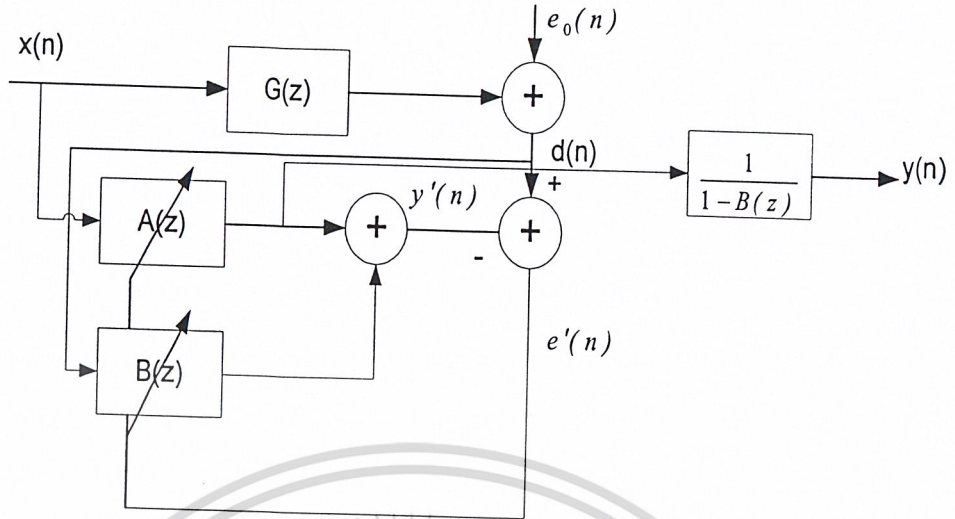 e₀(n)
x(n)
G(z)
+
d(n)
+
1
1-B(z)
y(n)
A(z)
y'(n)
+
+
-
e'(n)
B(z)